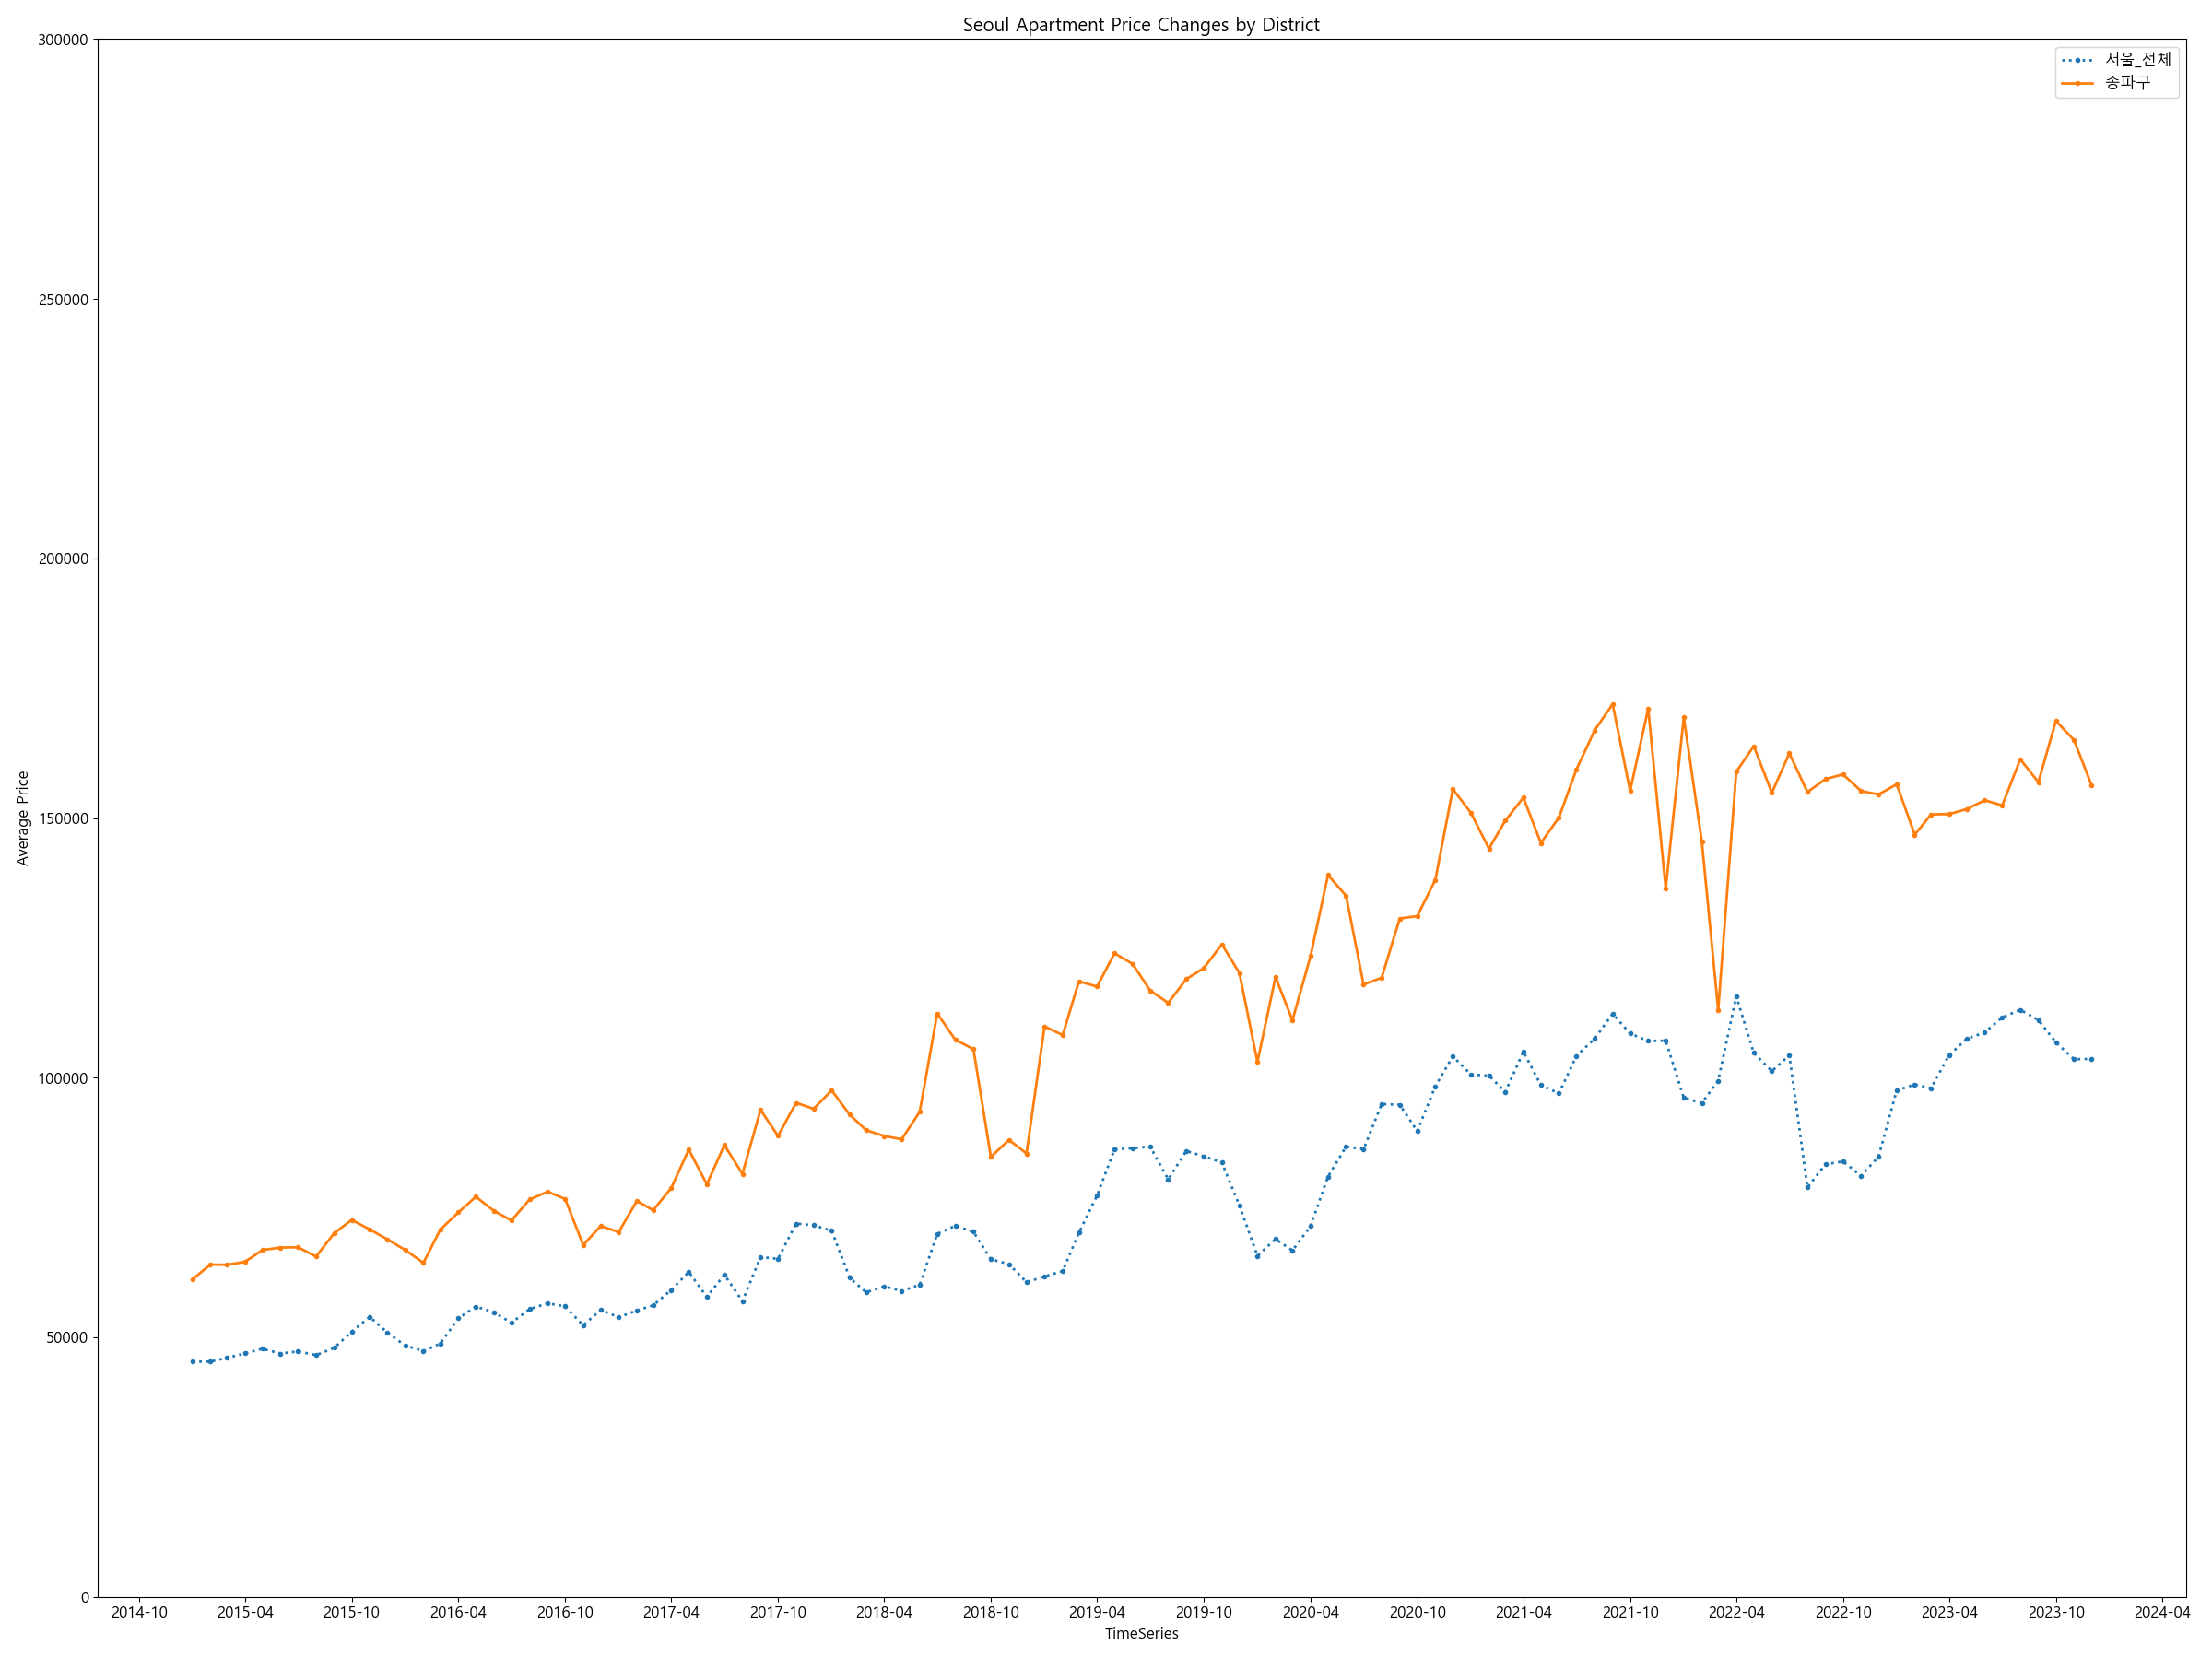 Seoul Apartment Price Changes by District
서울_전체
송파구
300000
250000
200000
150000
100000
50000
0
Average Price
2014-10 2015-04 2015-10 2016-04 2016-10 2017-04 2017-10 2018-04 2018-10 2019-04 2019-10 2020-04 2020-10 2021-04 2021-10 2022-04 2022-10 2023-04 2023-10 2024-04
TimeSeries